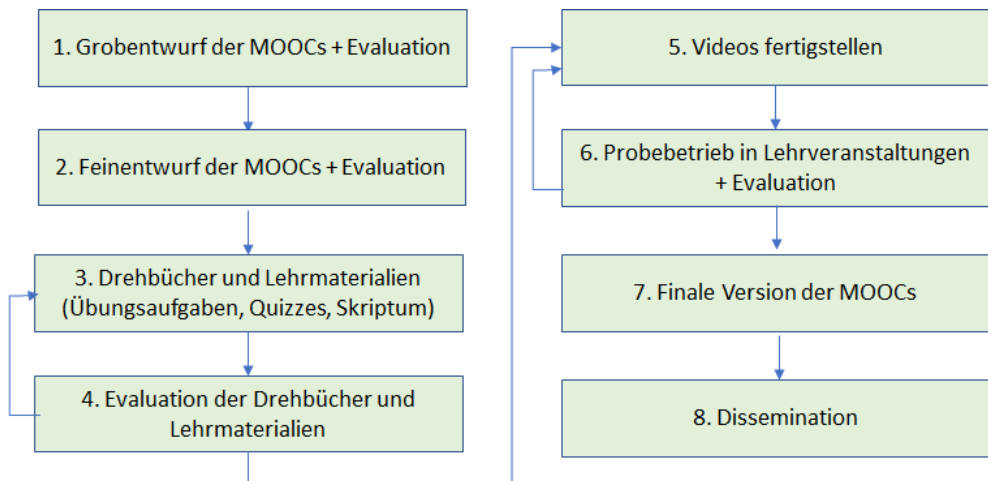 1. Grobentwurf der MOOCs + Evaluation
2. Feinentwurf der MOOCs + Evaluation
3. Drehbücher und Lehrmaterialien
(Übungsaufgaben, Quizzes, Skriptum)
4. Evaluation der Drehbücher und
Lehrmaterialien
5. Videos fertigstellen
6. Probebetrieb in Lehrveranstaltungen
+ Evaluation
7. Finale Version der MOOCs
8. Dissemination